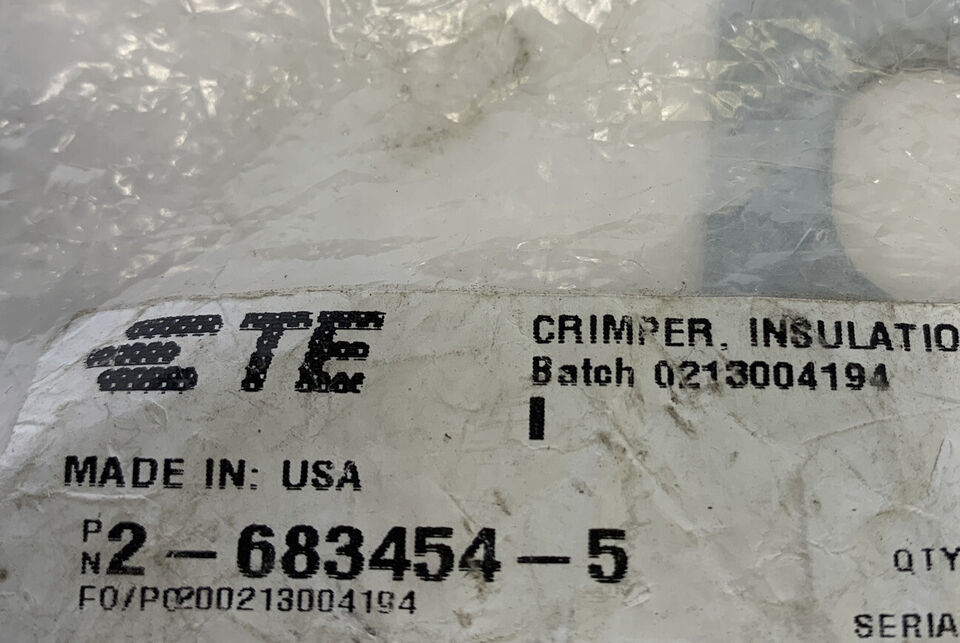 TE
CRIMPER, INSULATIO
Batch 0213004194
MADE IN: USA
PN 2-683454-5
QTY
FO/PO200213004194
SERIA